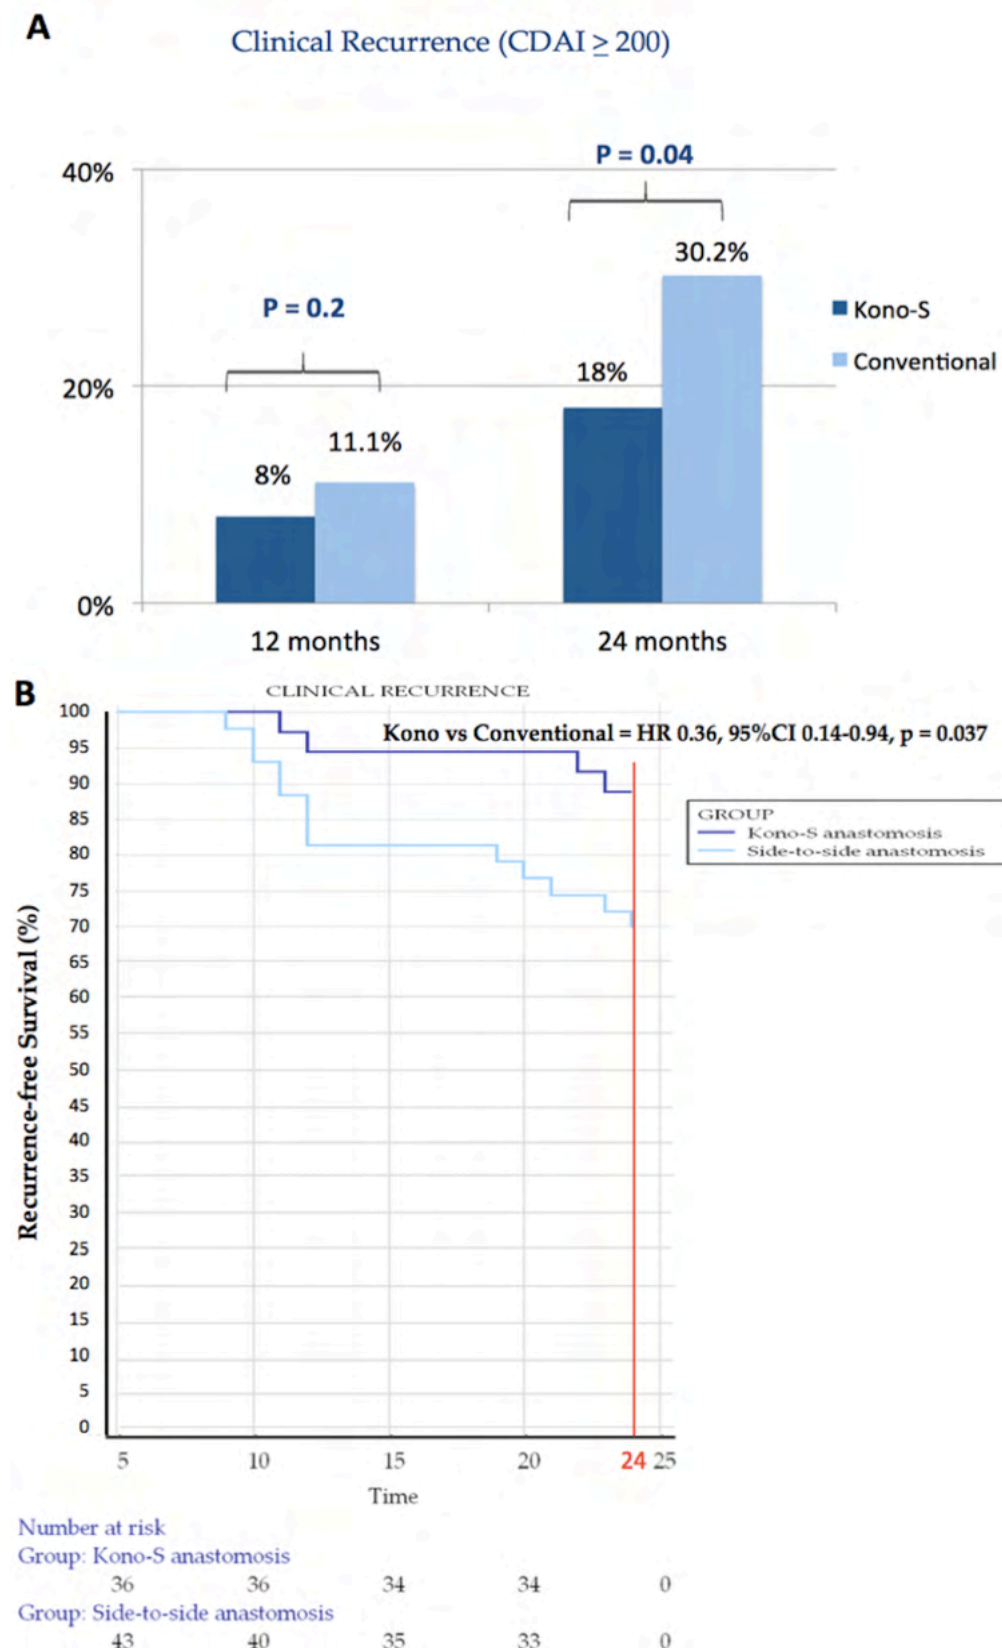 A
Clinical Recurrence (CDAI ≥ 200)
40%
P = 0.04
30.2%
P = 0.2
Kono-S
Conventional
20%
18%
11.1%
8%
0%
12 months
24 months
B
CLINICAL RECURRENCE
Kono vs Conventional = HR 0.36, 95%CI 0.14-0.94, p = 0.037
GROUP
Kono-S anastomosis
Side-to-side anastomosis
Recurrence-free Survival (%)
100
95
90
85
80
75
70
65
60
55
50
45
40
35
30
25
20
15
10
5
0
5 10 15 20 24 25
Time
Number at risk
Group: Kono-S anastomosis
36 36 34 34 0
Group: Side-to-side anastomosis
43 40 35 33 0